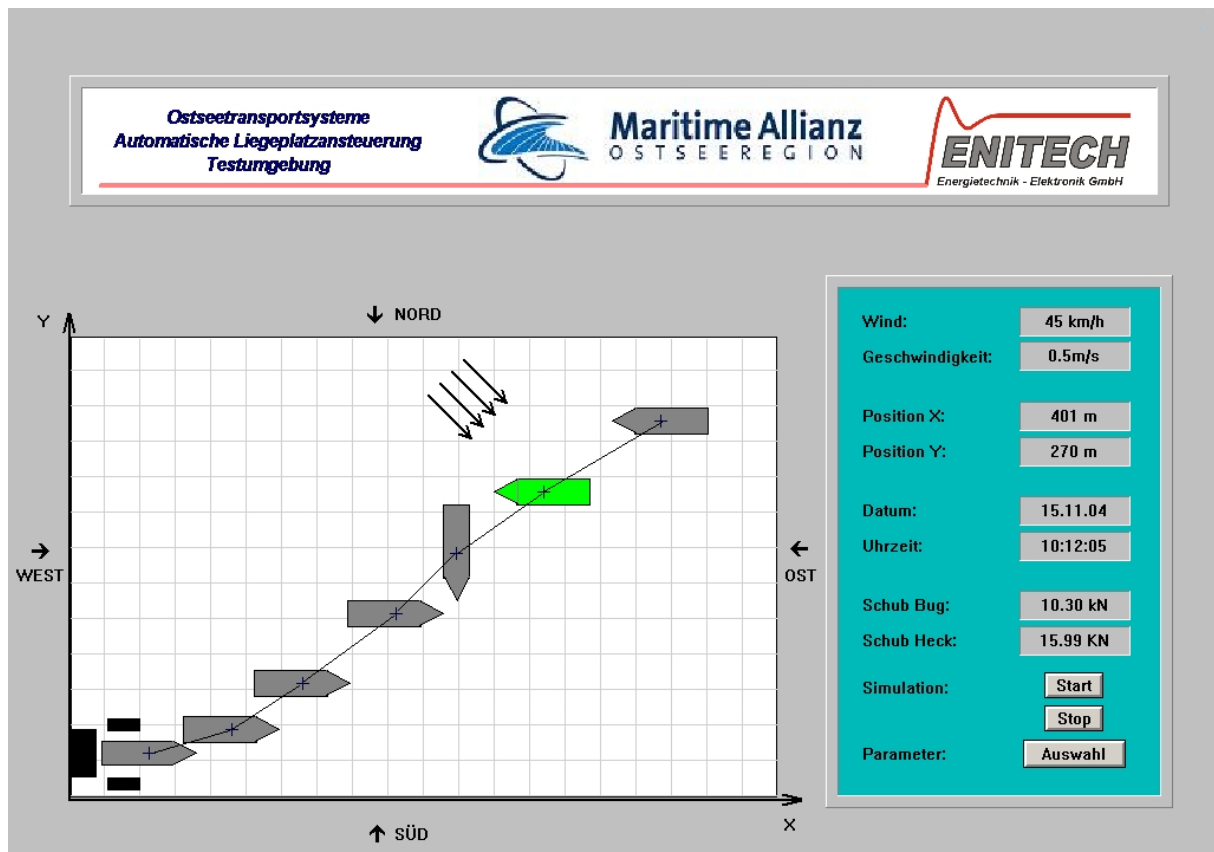 Ostseetransportsysteme
Automatische Liegeplatzansteuerung
Testumgebung
Maritime Allianz
OSTSEEREGION
ENITECH
Energietechnik - Elektronik GmbH
Y
NORD
WEST
OST
SÜD
X
Wind: 45 km/h
Geschwindigkeit: 0.5m/s
Position X: 401 m
Position Y: 270 m
Datum: 15.11.04
Uhrzeit: 10:12:05
Schub Bug: 10.30 kN
Schub Heck: 15.99 KN
Simulation: Start
Stop
Parameter: Auswahl